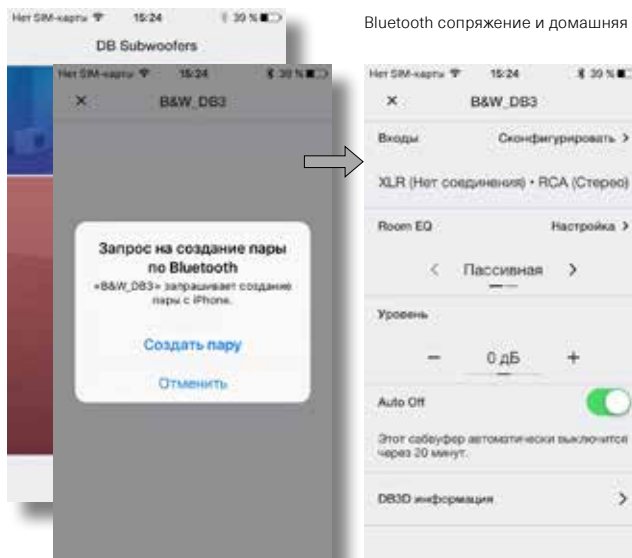 Bluetooth сопряжение и домашняя
Нет SIM-карты 15:24 39 %
DB Subwoofers
Нет SIM-карты 15:24 39 %
× B&W_DB3
Запрос на создание пары
по Bluetooth
«B&W_DB3» запрашивает создание
пары с iPhone.
Создать пару
Отменить
Нет SIM-карты 15:24 39 %
× B&W_DB3
Входы Сконфигурировать >
XLR (Нет соединения) • RCA (Стерео)
Room EQ Настройка >
< Пассивная >
Уровень
− 0 дБ +
Auto Off
Этот сабвуфер автоматически выключится
через 20 минут.
DB3D информация >